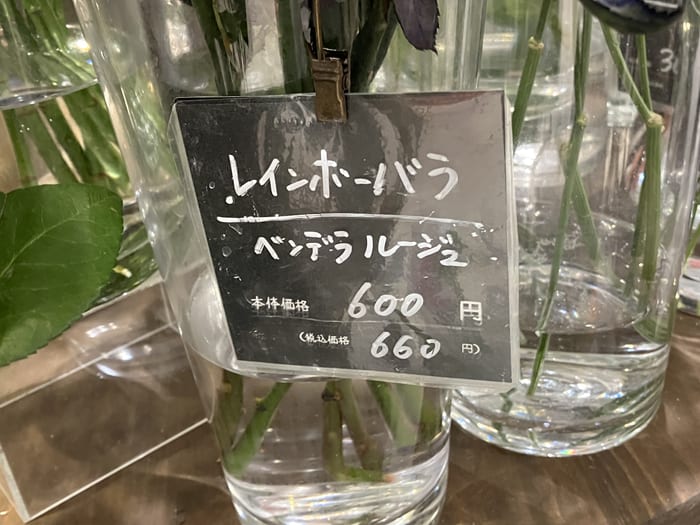 レインボーバラ
ベンデラルージュ
本体価格 600 円
(税込価格 660 円)